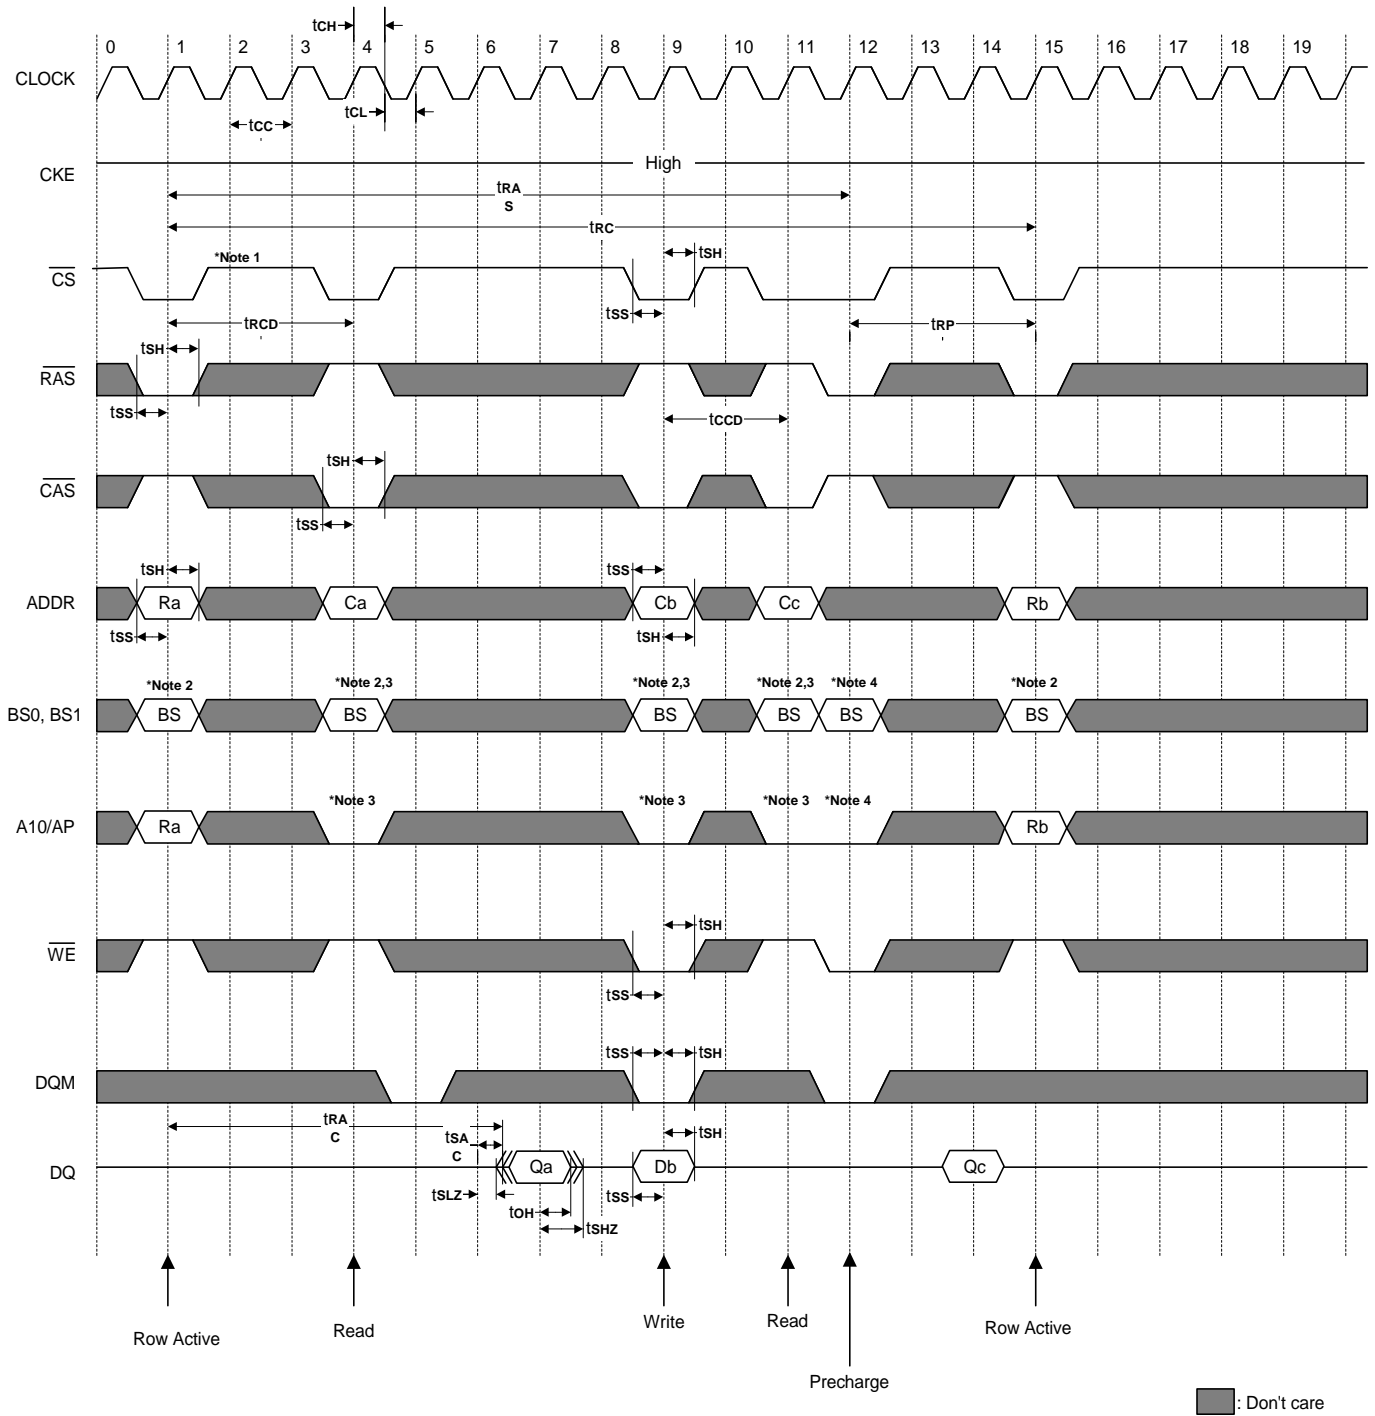 tCH
0 1 2 3 4 5 6 7 8 9 10 11 12 13 14 15 16 17 18 19
CLOCK
tCL
tCC
High
CKE
tRA
S
tRC
*Note 1
tSH
CS
tSS
tRCD
tRP
tSH
RAS
tSS
tCCD
tSH
CAS
tSS
tSH
tSS
ADDR Ra Ca Cb Cc Rb
tSS
tSH
*Note 2 *Note 2,3 *Note 2,3 *Note 2,3 *Note 4 *Note 2
BS0, BS1 BS BS BS BS BS BS
*Note 3 *Note 3 *Note 3 *Note 4
A10/AP Ra Rb
tSH
WE
tSS
tSS tSH
DQM
tRA
C
tSA
C
tSH
DQ Qa Db Qc
tSLZ
tOH
tSS
tSHZ
Row Active
Read
Write
Read
Row Active
Precharge
: Don't care